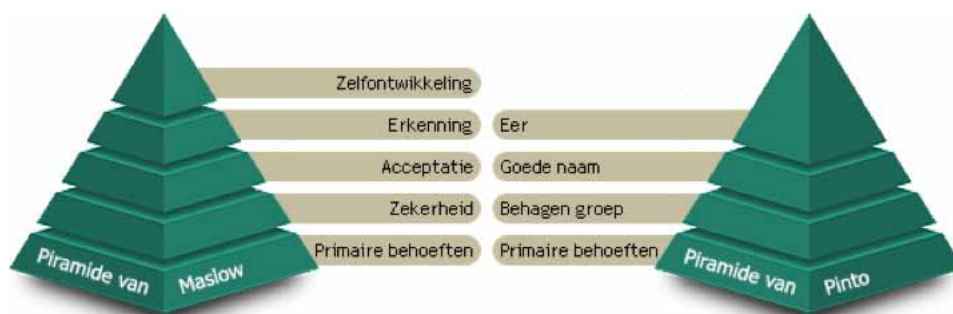 Zelfontwikkeling
Erkenning
Acceptatie
Zekerheid
Primaire behoeften
Piramide van Maslow
Eer
Goede naam
Behagen groep
Primaire behoeften
Piramide van Pinto